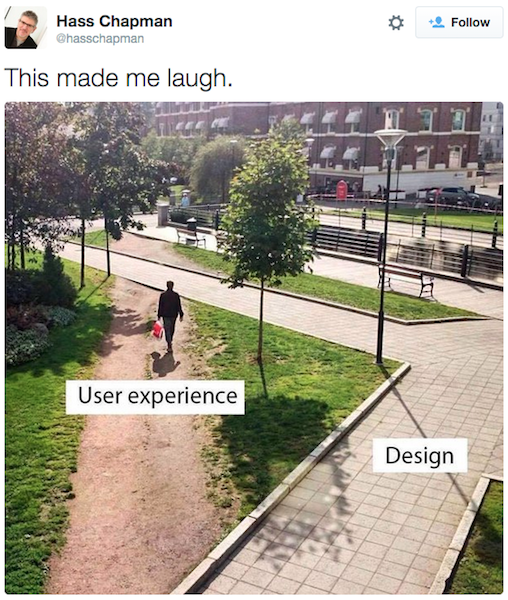 Hass Chapman
@hasschapman
Follow
This made me laugh.
User experience
Design